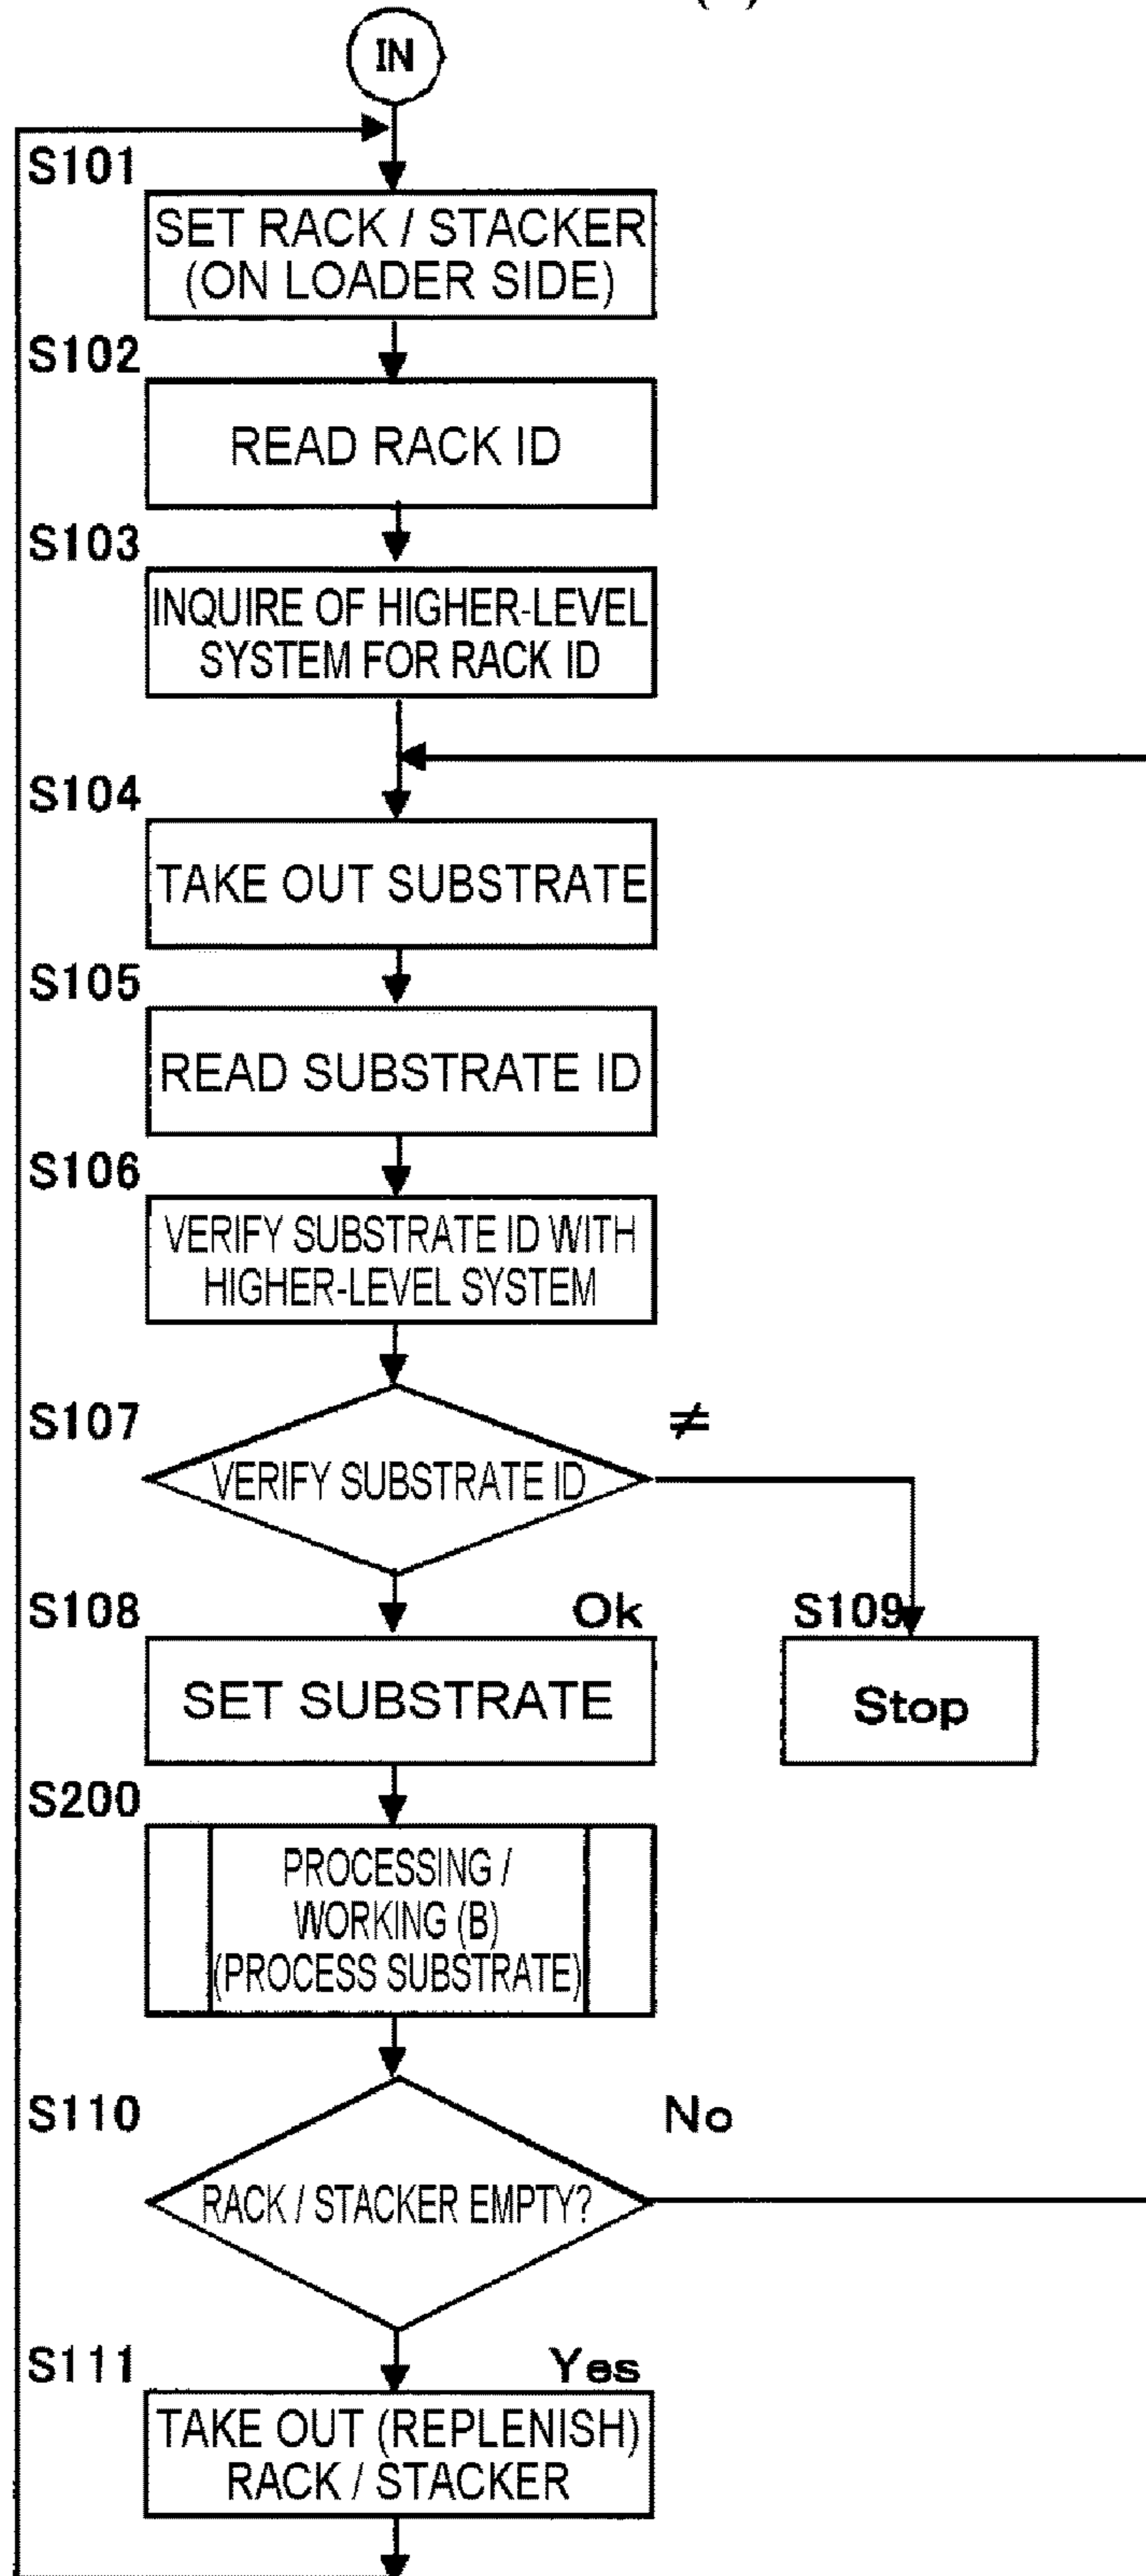 IN
S101
SET RACK / STACKER
(ON LOADER SIDE)
S102
READ RACK ID
S103
INQUIRE OF HIGHER-LEVEL
SYSTEM FOR RACK ID
S104
TAKE OUT SUBSTRATE
S105
READ SUBSTRATE ID
S106
VERIFY SUBSTRATE ID WITH
HIGHER-LEVEL SYSTEM
S107
≠
VERIFY SUBSTRATE ID
S108
Ok
S109
SET SUBSTRATE
Stop
S200
PROCESSING /
WORKING (B)
(PROCESS SUBSTRATE)
S110
No
RACK / STACKER EMPTY?
S111
Yes
TAKE OUT (REPLENISH)
RACK / STACKER